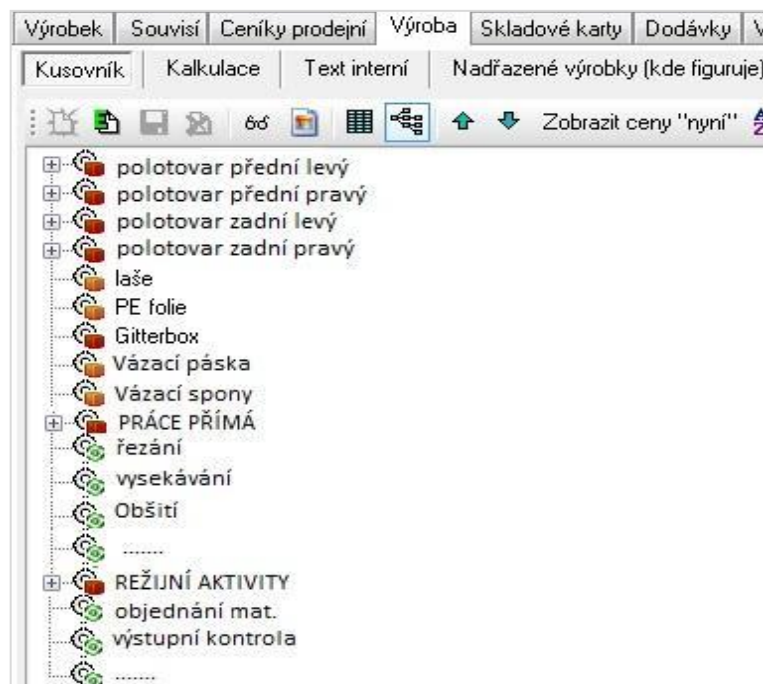 Výrobek Souvisí Ceníky prodejní Výroba Skladové karty Dodávky V
Kusovník Kalkulace Text interní Nadřazené výrobky (kde figuruje)
Zobrazit ceny "nyní"
polotovar přední levý
polotovar přední pravý
polotovar zadní levý
polotovar zadní pravý
laše
PE folie
Gitterbox
Vázací páska
Vázací spony
PRÁCE PŘÍMÁ
řezání
vysekávání
Obšití
.......
REŽIJNÍ AKTIVITY
objednání mat.
výstupní kontrola
.......